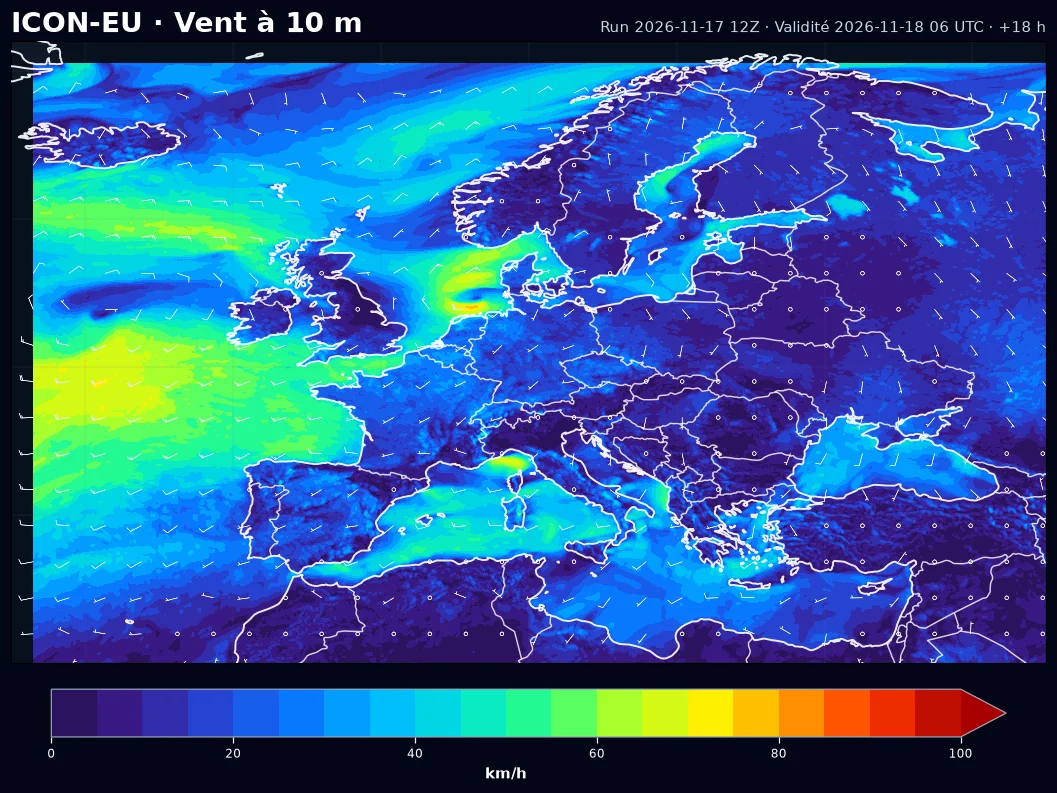 ICON-EU · Vent à 10 m
Run 2026-11-17 12Z · Validité 2026-11-18 06 UTC · +18 h
0 20 40 60 80 100
km/h